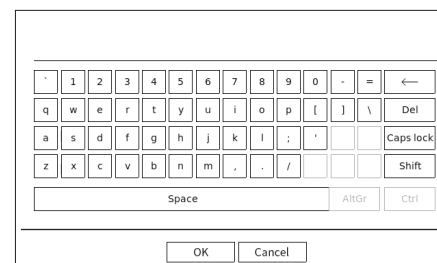 ` 1 2 3 4 5 6 7 8 9 0 - = ←
q w e r t y u i o p [ ] \ Del
a s d f g h j k l ; ' Caps lock
z x c v b n m , . / Shift
Space AltGr Ctrl
OK Cancel